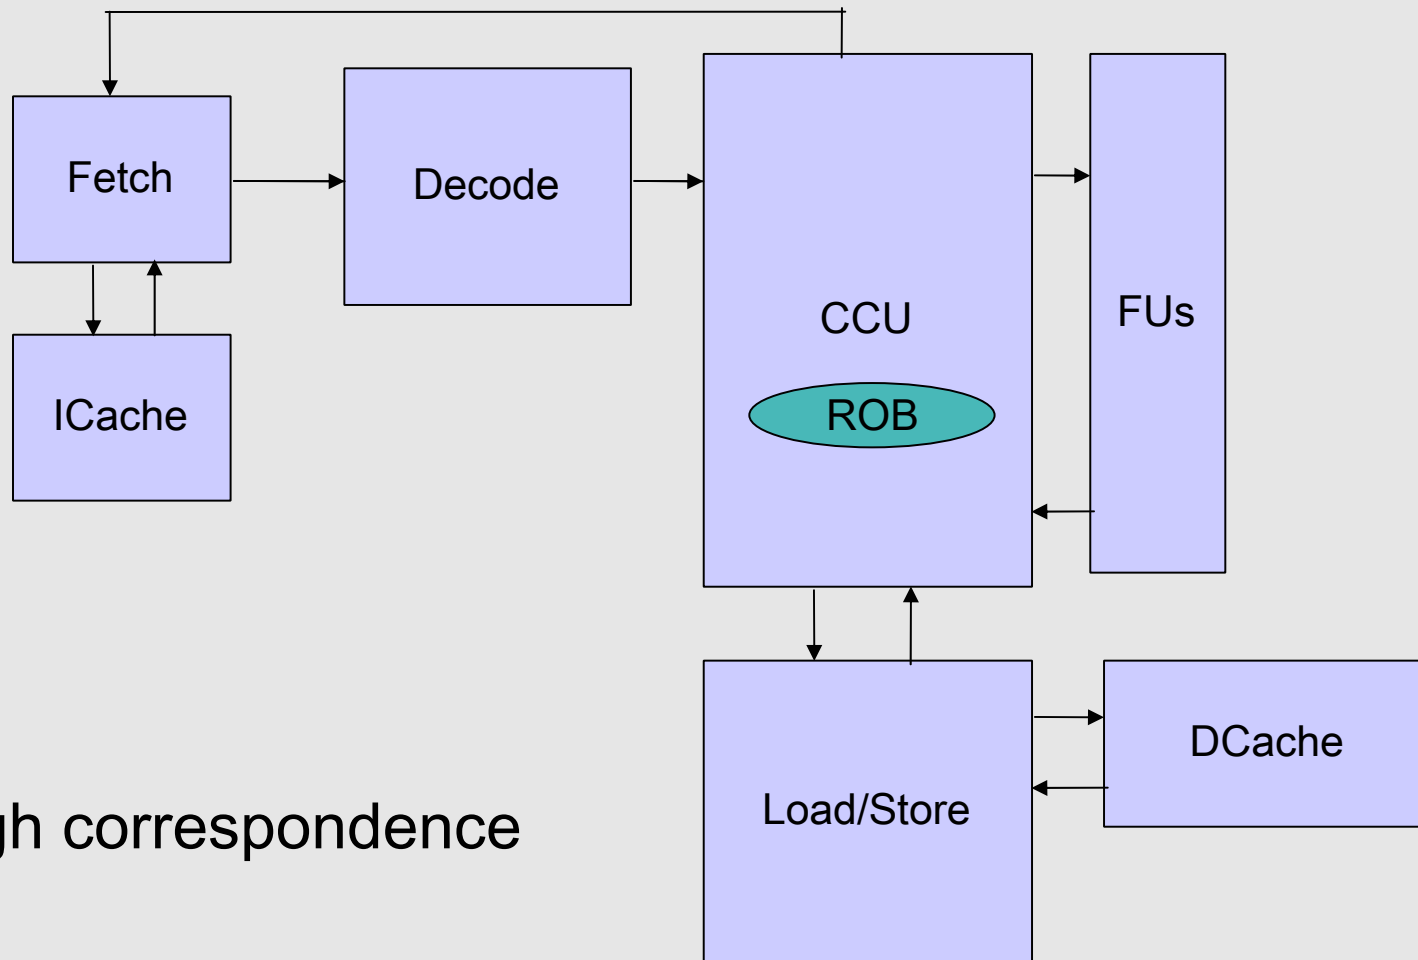 Fetch
Decode
CCU
FUs
ROB
ICache
DCache
Load/Store
correspondence